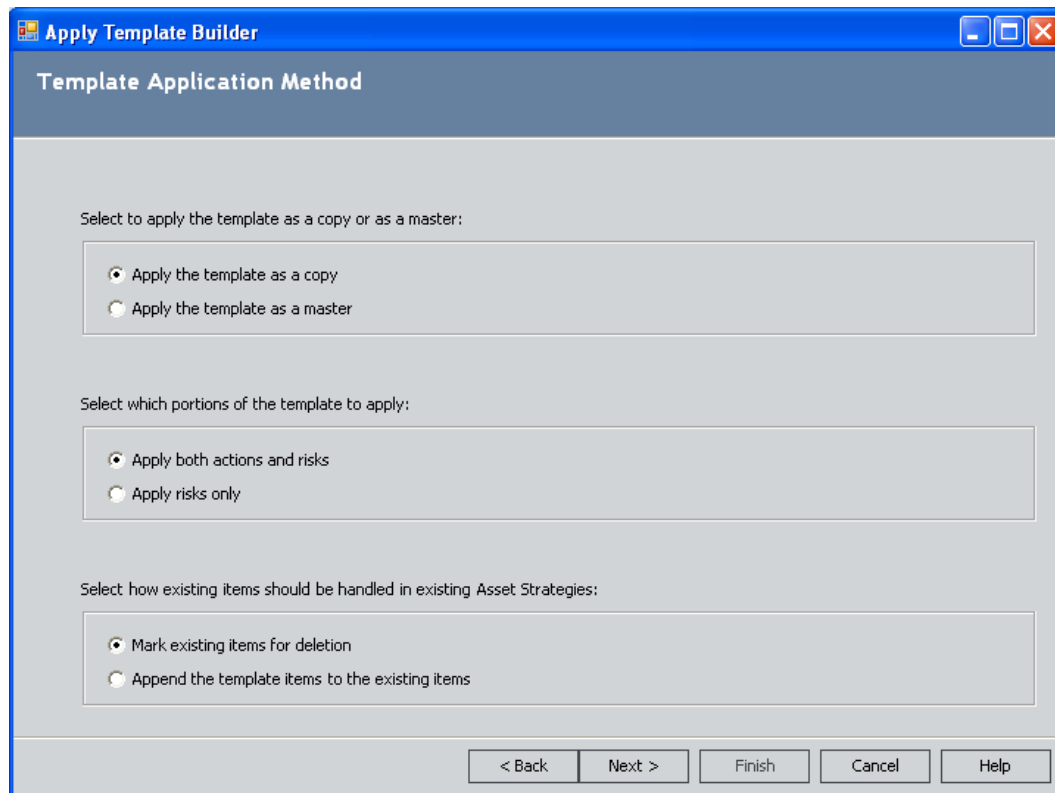 Apply Template Builder
Template Application Method
Select to apply the template as a copy or as a master:
Apply the template as a copy
Apply the template as a master
Select which portions of the template to apply:
Apply both actions and risks
Apply risks only
Select how existing items should be handled in existing Asset Strategies:
Mark existing items for deletion
Append the template items to the existing items
< Back Next > Finish Cancel Help